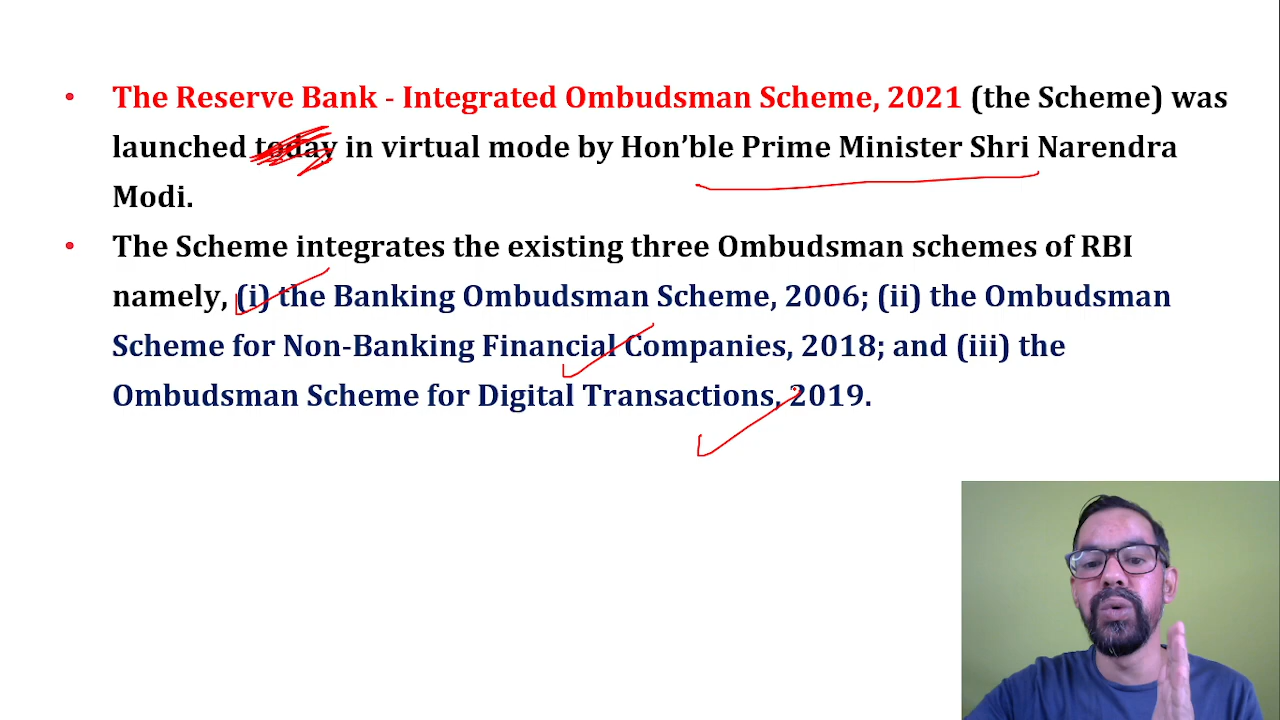 • The Reserve Bank - Integrated Ombudsman Scheme, 2021 (the Scheme) was
launched today in virtual mode by Hon’ble Prime Minister Shri Narendra
Modi.
• The Scheme integrates the existing three Ombudsman schemes of RBI
namely, (i) the Banking Ombudsman Scheme, 2006; (ii) the Ombudsman
Scheme for Non-Banking Financial Companies, 2018; and (iii) the
Ombudsman Scheme for Digital Transactions, 2019.